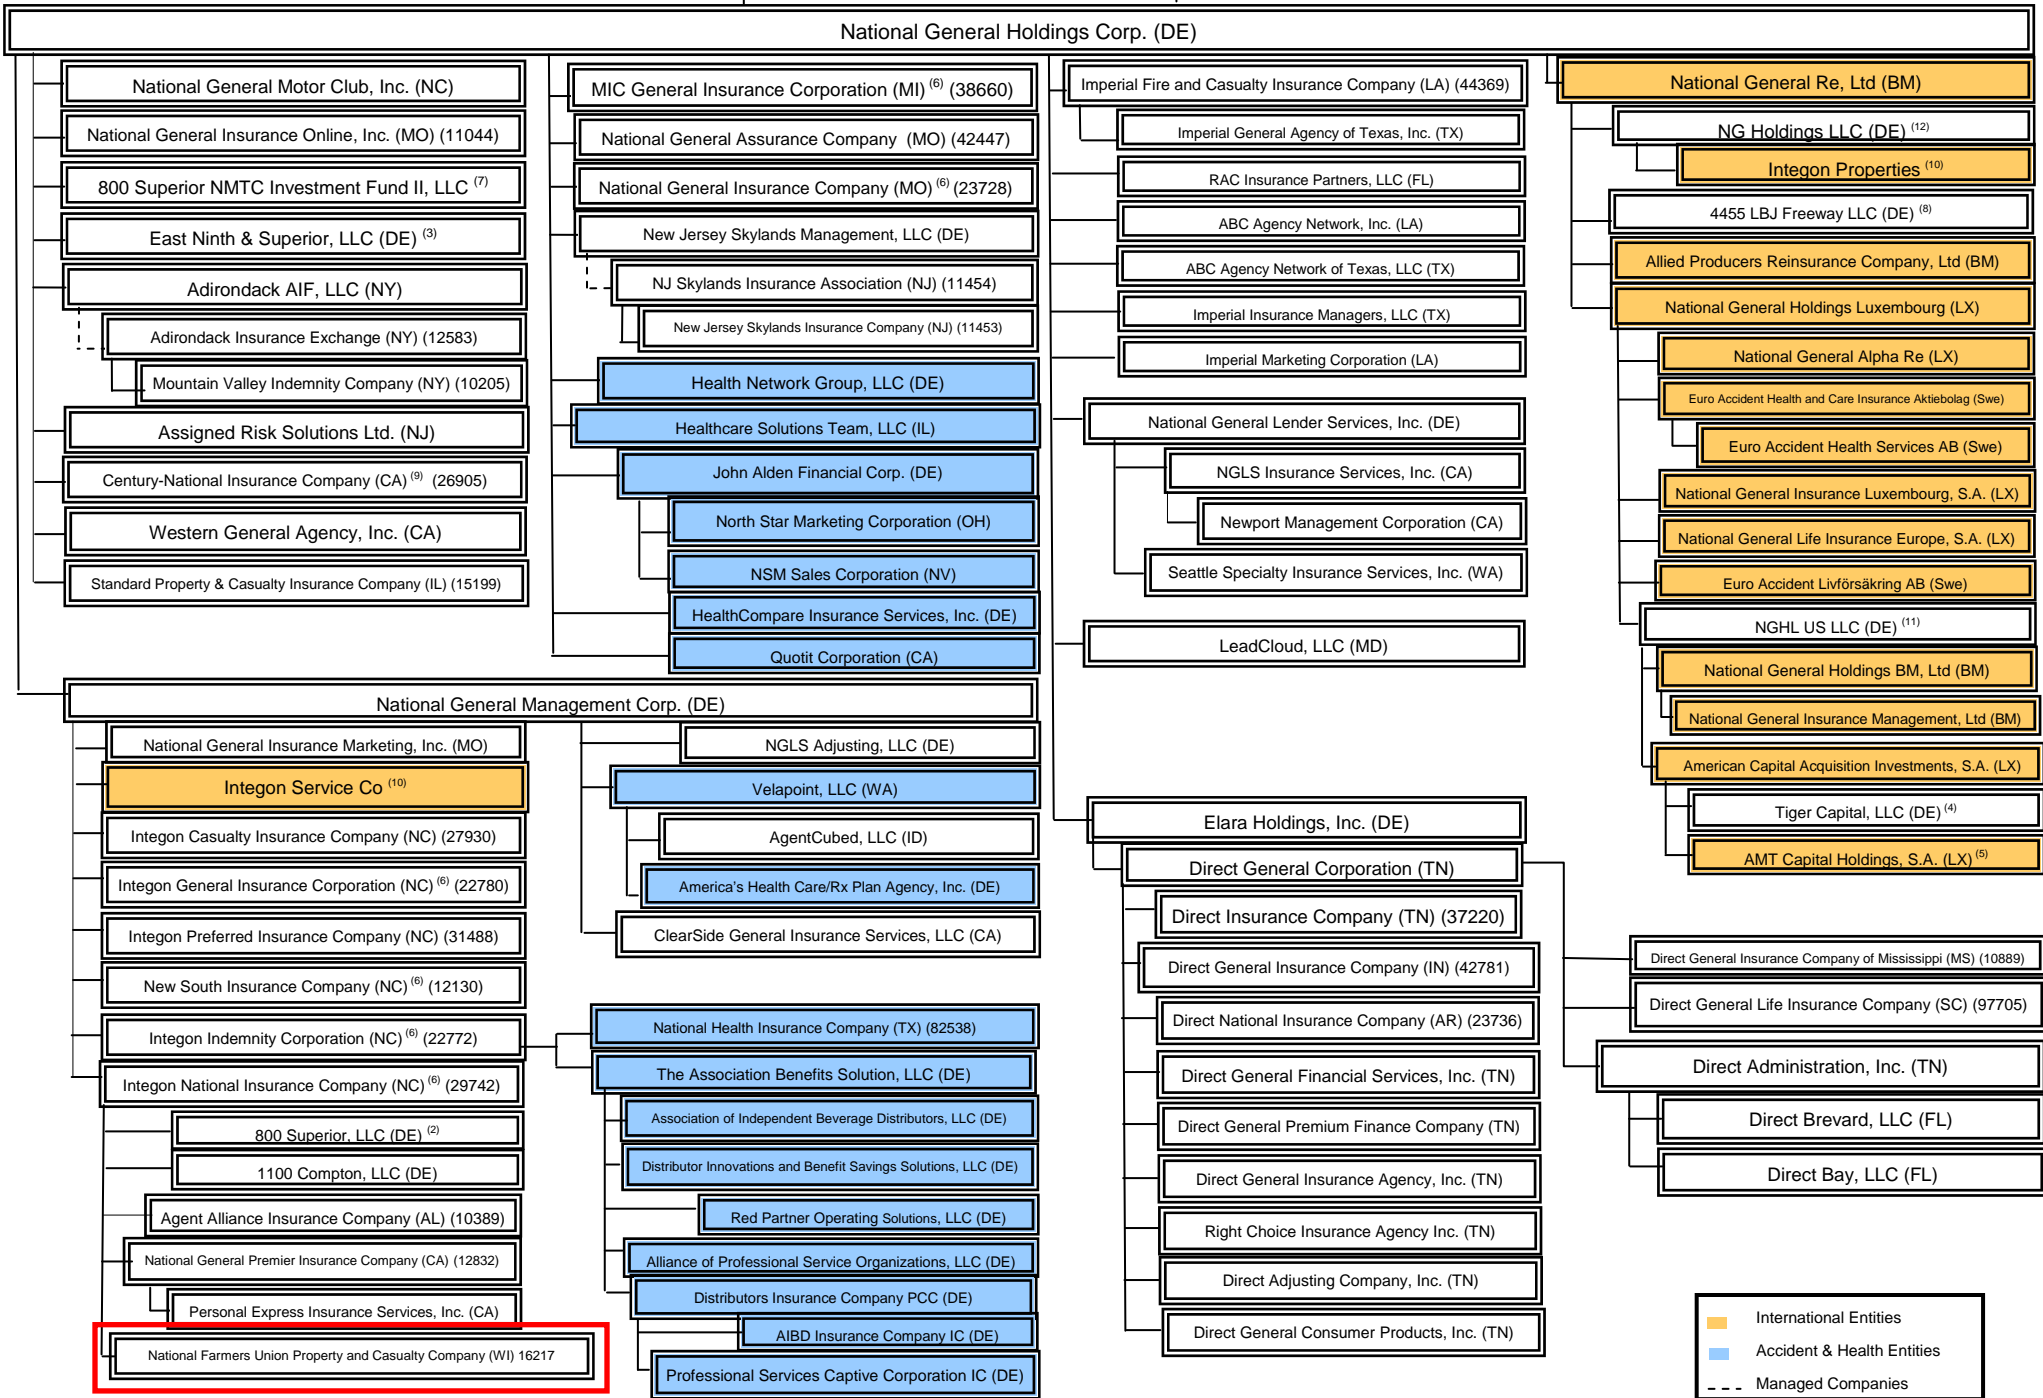 National General Holdings Corp. (DE)
National General Motor Club, Inc. (NC)
National General Insurance Online, Inc. (MO) (11044)
800 Superior NMTC Investment Fund II, LLC (7)
East Ninth & Superior, LLC (DE) (3)
Adirondack AIF, LLC (NY)
Adirondack Insurance Exchange (NY) (12583)
Mountain Valley Indemnity Company (NY) (10205)
Assigned Risk Solutions Ltd. (NJ)
Century-National Insurance Company (CA) (9) (26905)
Western General Agency, Inc. (CA)
Standard Property & Casualty Insurance Company (IL) (15199)
MIC General Insurance Corporation (MI) (6) (38660)
National General Assurance Company (MO) (42447)
National General Insurance Company (MO) (6) (23728)
New Jersey Skylands Management, LLC (DE)
NJ Skylands Insurance Association (NJ) (11454)
New Jersey Skylands Insurance Company (NJ) (11453)
Health Network Group, LLC (DE)
Healthcare Solutions Team, LLC (IL)
John Alden Financial Corp. (DE)
North Star Marketing Corporation (OH)
NSM Sales Corporation (NV)
HealthCompare Insurance Services, Inc. (DE)
Quotit Corporation (CA)
Imperial Fire and Casualty Insurance Company (LA) (44369)
Imperial General Agency of Texas, Inc. (TX)
RAC Insurance Partners, LLC (FL)
ABC Agency Network, Inc. (LA)
ABC Agency Network of Texas, LLC (TX)
Imperial Insurance Managers, LLC (TX)
Imperial Marketing Corporation (LA)
National General Lender Services, Inc. (DE)
NGLS Insurance Services, Inc. (CA)
Newport Management Corporation (CA)
Seattle Specialty Insurance Services, Inc. (WA)
LeadCloud, LLC (MD)
National General Re, Ltd (BM)
NG Holdings LLC (DE) (12)
Integon Properties (10)
4455 LBJ Freeway LLC (DE) (8)
Allied Producers Reinsurance Company, Ltd (BM)
National General Holdings Luxembourg (LX)
National General Alpha Re (LX)
Euro Accident Health and Care Insurance Aktiebolag (Swe)
Euro Accident Health Services AB (Swe)
National General Insurance Luxembourg, S.A. (LX)
National General Life Insurance Europe, S.A. (LX)
Euro Accident Livförsäkring AB (Swe)
NGHL US LLC (DE) (11)
National General Holdings BM, Ltd (BM)
National General Insurance Management, Ltd (BM)
American Capital Acquisition Investments, S.A. (LX)
Tiger Capital, LLC (DE) (4)
AMT Capital Holdings, S.A. (LX) (5)
National General Management Corp. (DE)
National General Insurance Marketing, Inc. (MO)
Integon Service Co (10)
Integon Casualty Insurance Company (NC) (27930)
Integon General Insurance Corporation (NC) (6) (22780)
Integon Preferred Insurance Company (NC) (31488)
New South Insurance Company (NC) (6) (12130)
Integon Indemnity Corporation (NC) (6) (22772)
Integon National Insurance Company (NC) (6) (29742)
800 Superior, LLC (DE) (2)
1100 Compton, LLC (DE)
Agent Alliance Insurance Company (AL) (10389)
National General Premier Insurance Company (CA) (12832)
Personal Express Insurance Services, Inc. (CA)
National Farmers Union Property and Casualty Company (WI) 16217
NGLS Adjusting, LLC (DE)
Velapoint, LLC (WA)
AgentCubed, LLC (ID)
America's Health Care/Rx Plan Agency, Inc. (DE)
ClearSide General Insurance Services, LLC (CA)
National Health Insurance Company (TX) (82538)
The Association Benefits Solution, LLC (DE)
Association of Independent Beverage Distributors, LLC (DE)
Distributor Innovations and Benefit Savings Solutions, LLC (DE)
Red Partner Operating Solutions, LLC (DE)
Alliance of Professional Service Organizations, LLC (DE)
Distributors Insurance Company PCC (DE)
AIBD Insurance Company IC (DE)
Professional Services Captive Corporation IC (DE)
Elara Holdings, Inc. (DE)
Direct General Corporation (TN)
Direct Insurance Company (TN) (37220)
Direct General Insurance Company (IN) (42781)
Direct National Insurance Company (AR) (23736)
Direct General Financial Services, Inc. (TN)
Direct General Premium Finance Company (TN)
Direct General Insurance Agency, Inc. (TN)
Right Choice Insurance Agency Inc. (TN)
Direct Adjusting Company, Inc. (TN)
Direct General Consumer Products, Inc. (TN)
Direct General Insurance Company of Mississippi (MS) (10889)
Direct General Life Insurance Company (SC) (97705)
Direct Administration, Inc. (TN)
Direct Brevard, LLC (FL)
Direct Bay, LLC (FL)
International Entities
Accident & Health Entities
Managed Companies